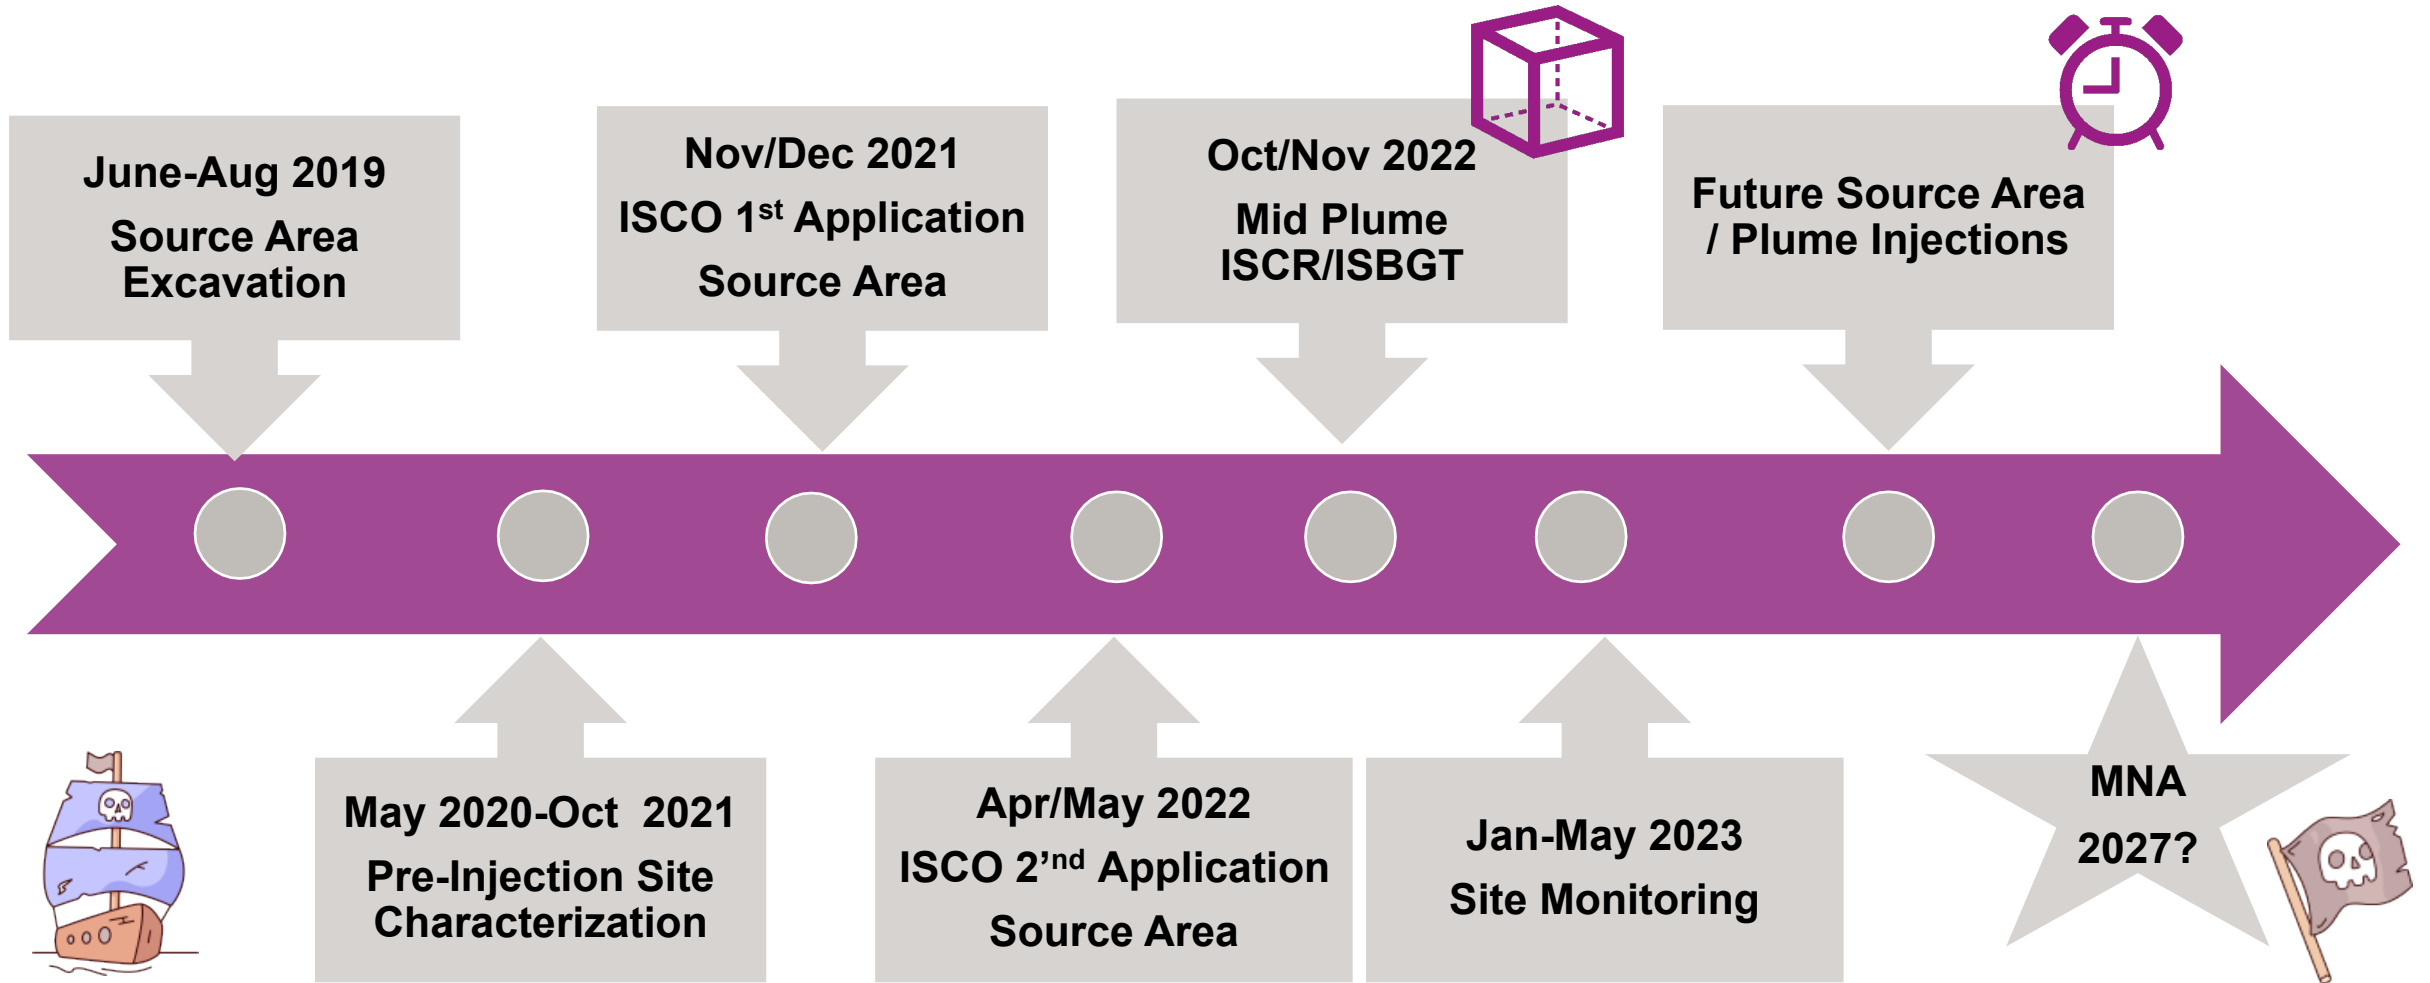 June-Aug 2019
Source Area
Excavation
May 2020-Oct  2021
Pre-Injection Site
Characterization
Nov/Dec 2021
ISCO 1st Application
Source Area
Apr/May 2022
ISCO 2’nd Application
Source Area
Oct/Nov 2022
Mid Plume
ISCR/ISBGT
Jan-May 2023
Site Monitoring
Future Source Area
/ Plume Injections
MNA
2027?